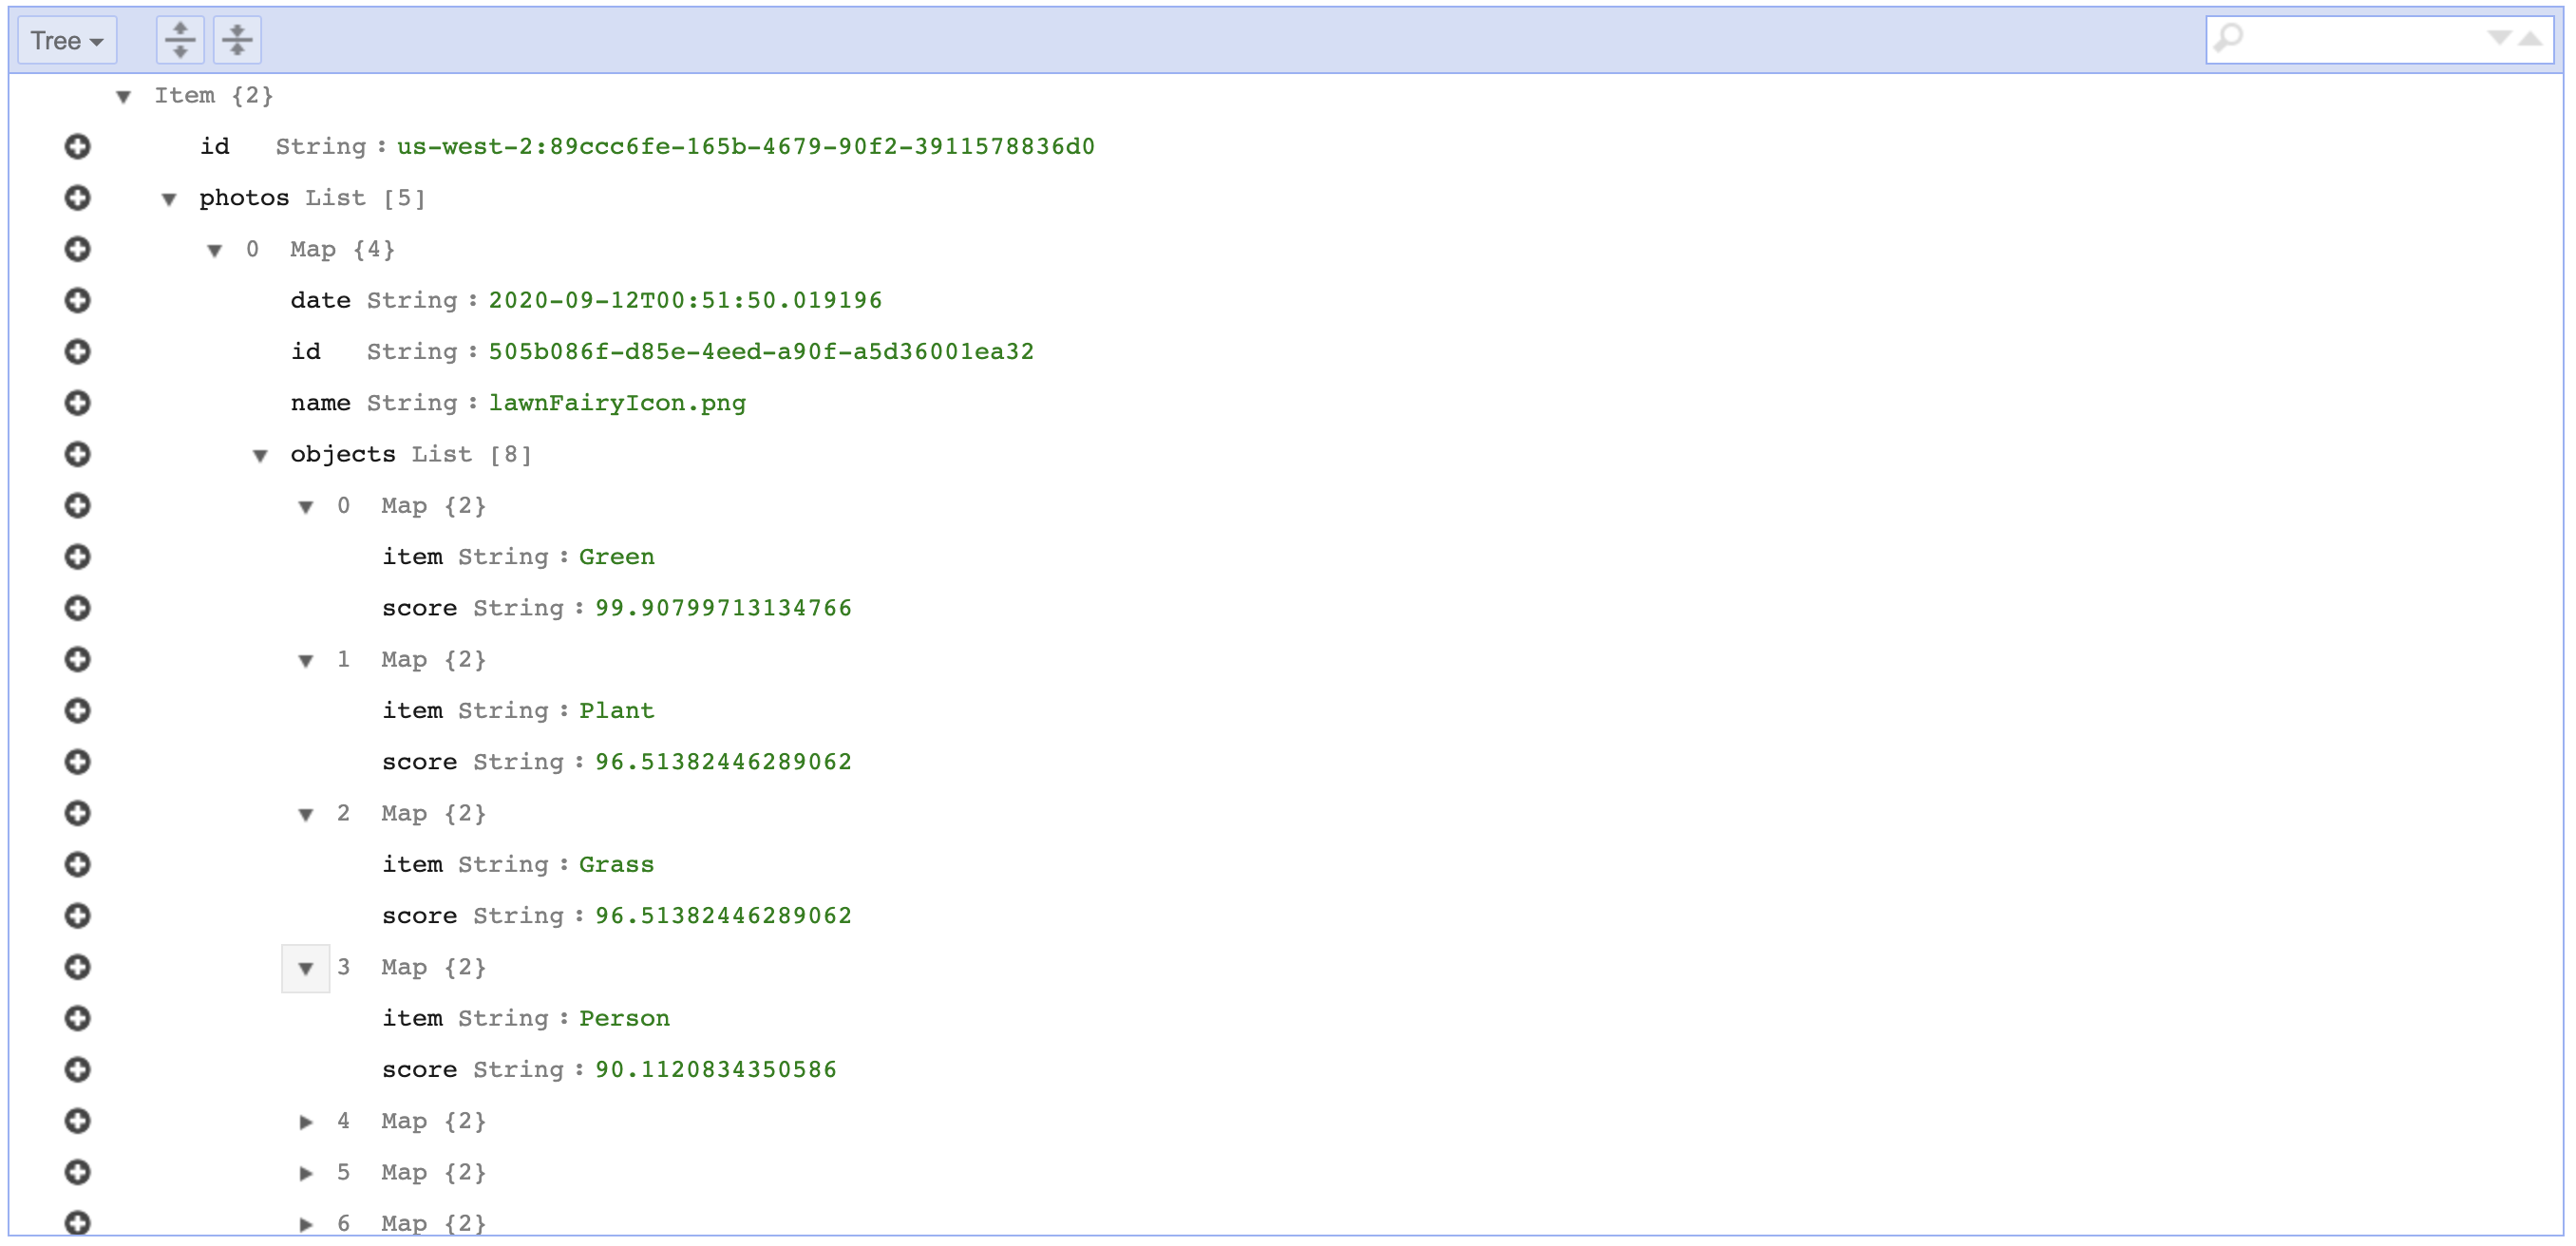 Tree
Item {2}
id String : us-west-2:89ccc6fe-165b-4679-90f2-3911578836d0
photos List [5]
0 Map {4}
date String : 2020-09-12T00:51:50.019196
id String : 505b086f-d85e-4eed-a90f-a5d36001ea32
name String : lawnFairyIcon.png
objects List [8]
0 Map {2}
item String : Green
score String : 99.90799713134766
1 Map {2}
item String : Plant
score String : 96.51382446289062
2 Map {2}
item String : Grass
score String : 96.51382446289062
3 Map {2}
item String : Person
score String : 90.1120834350586
4 Map {2}
5 Map {2}
6 Map {2}